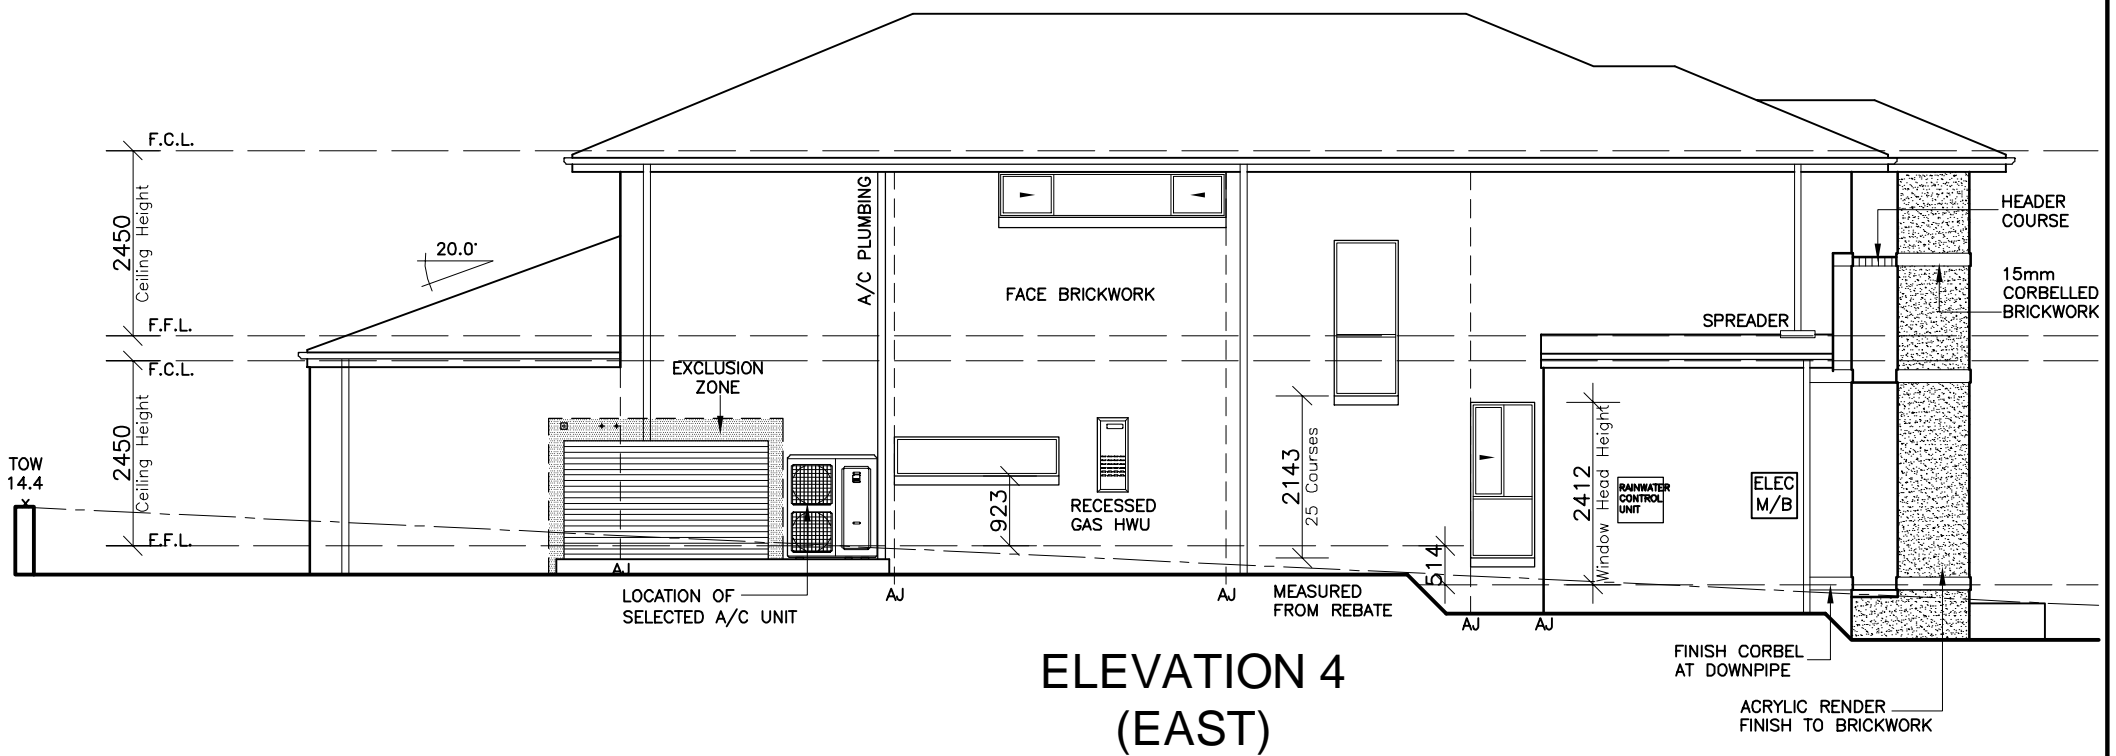 F.C.L.
2450
Ceiling Height
F.F.L.
F.C.L.
2450
Ceiling Height
F.F.L.
TOW
14.4
20.0°
EXCLUSION
ZONE
A/C PLUMBING
FACE BRICKWORK
923
RECESSED
GAS HWU
2143
25 Courses
514
SPREADER
2412
Window Head Height
RAINWATER
CONTROL
UNIT
ELEC
M/B
HEADER
COURSE
15mm
CORBELLED
BRICKWORK
AJ
LOCATION OF
SELECTED A/C UNIT
AJ
AJ
MEASURED
FROM REBATE
AJ
AJ
FINISH CORBEL
AT DOWNPIPE
ACRYLIC RENDER
FINISH TO BRICKWORK
ELEVATION 4
(EAST)